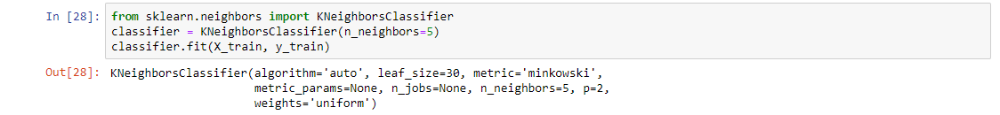 In [28]: from sklearn.neighbors import KNeighborsClassifier
classifier = KNeighborsClassifier(n_neighbors=5)
classifier.fit(X_train, y_train)
Out[28]: KNeighborsClassifier(algorithm='auto', leaf_size=30, metric='minkowski',
metric_params=None, n_jobs=None, n_neighbors=5, p=2,
weights='uniform')